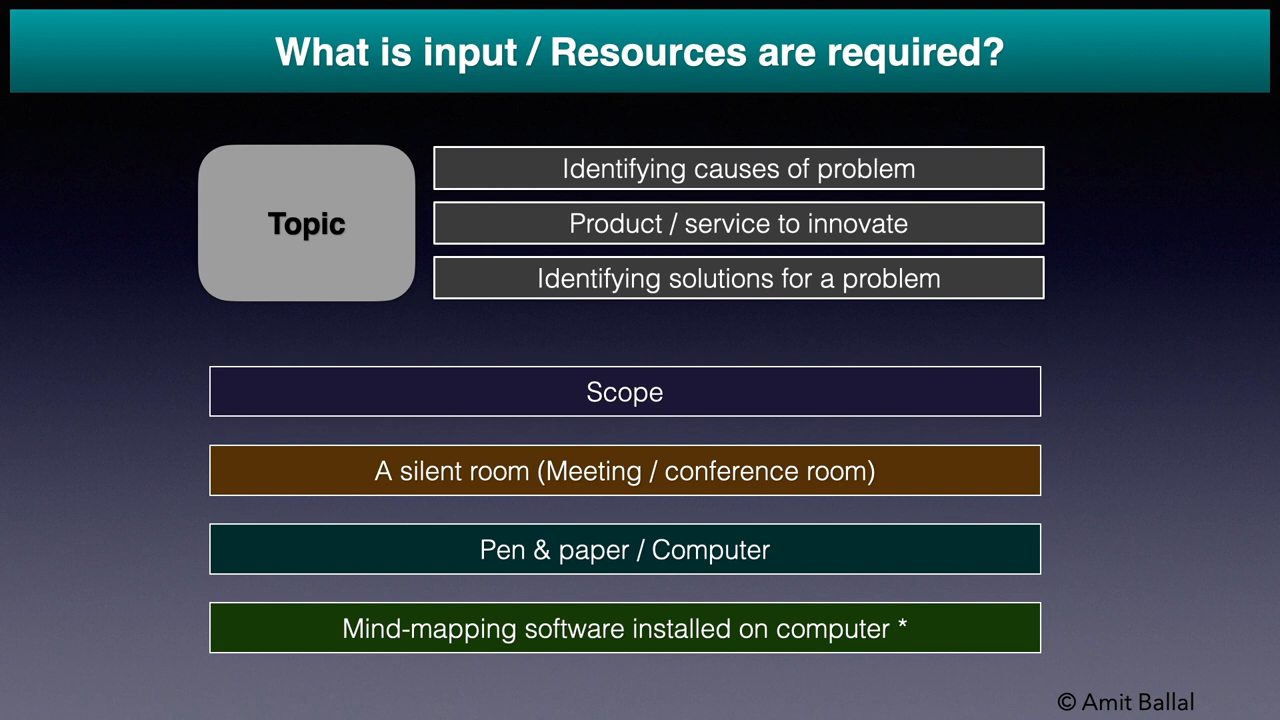 What is input / Resources are required?
Topic
Identifying causes of problem
Product / service to innovate
Identifying solutions for a problem
Scope
A silent room (Meeting / conference room)
Pen & paper / Computer
Mind-mapping software installed on computer *
© Amit Ballal